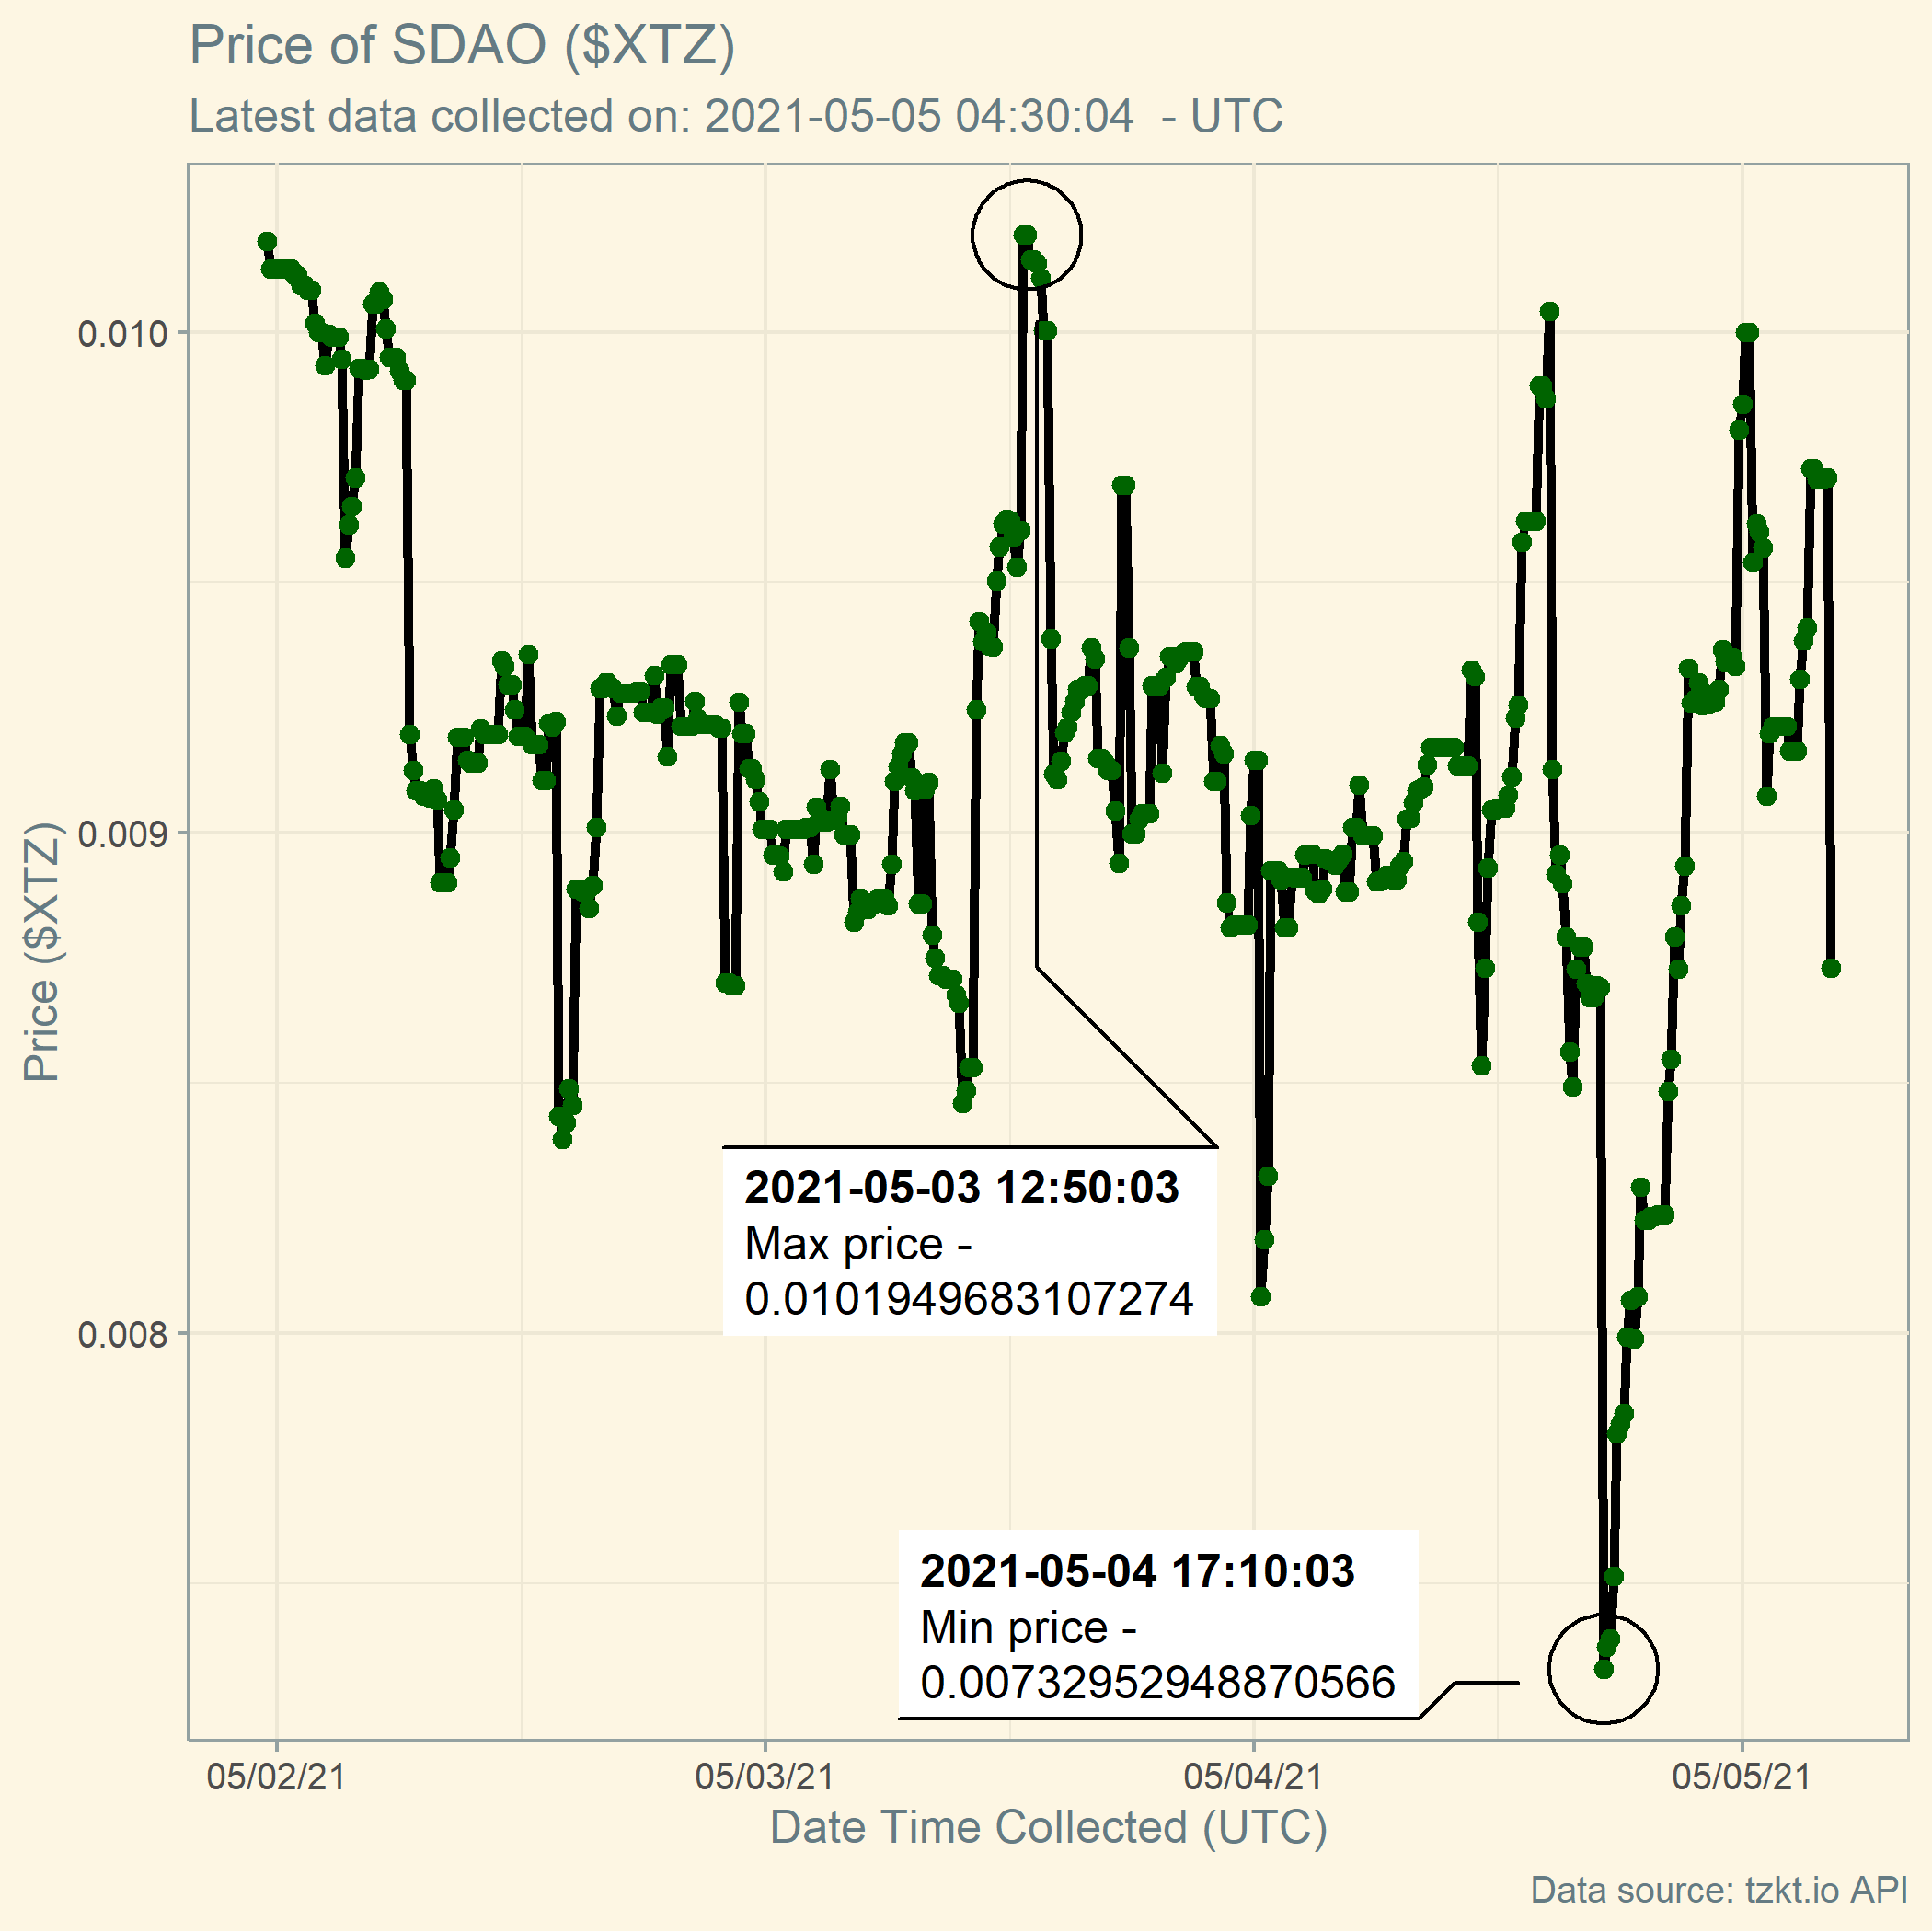 Price of SDAO ($XTZ)
Latest data collected on: 2021-05-05 04:30:04  - UTC
Price ($XTZ)
0.010
0.009
0.008
2021-05-03 12:50:03
Max price -
0.0101949683107274
2021-05-04 17:10:03
Min price -
0.00732952948870566
05/02/21
05/03/21
05/04/21
05/05/21
Date Time Collected (UTC)
Data source: tzkt.io API